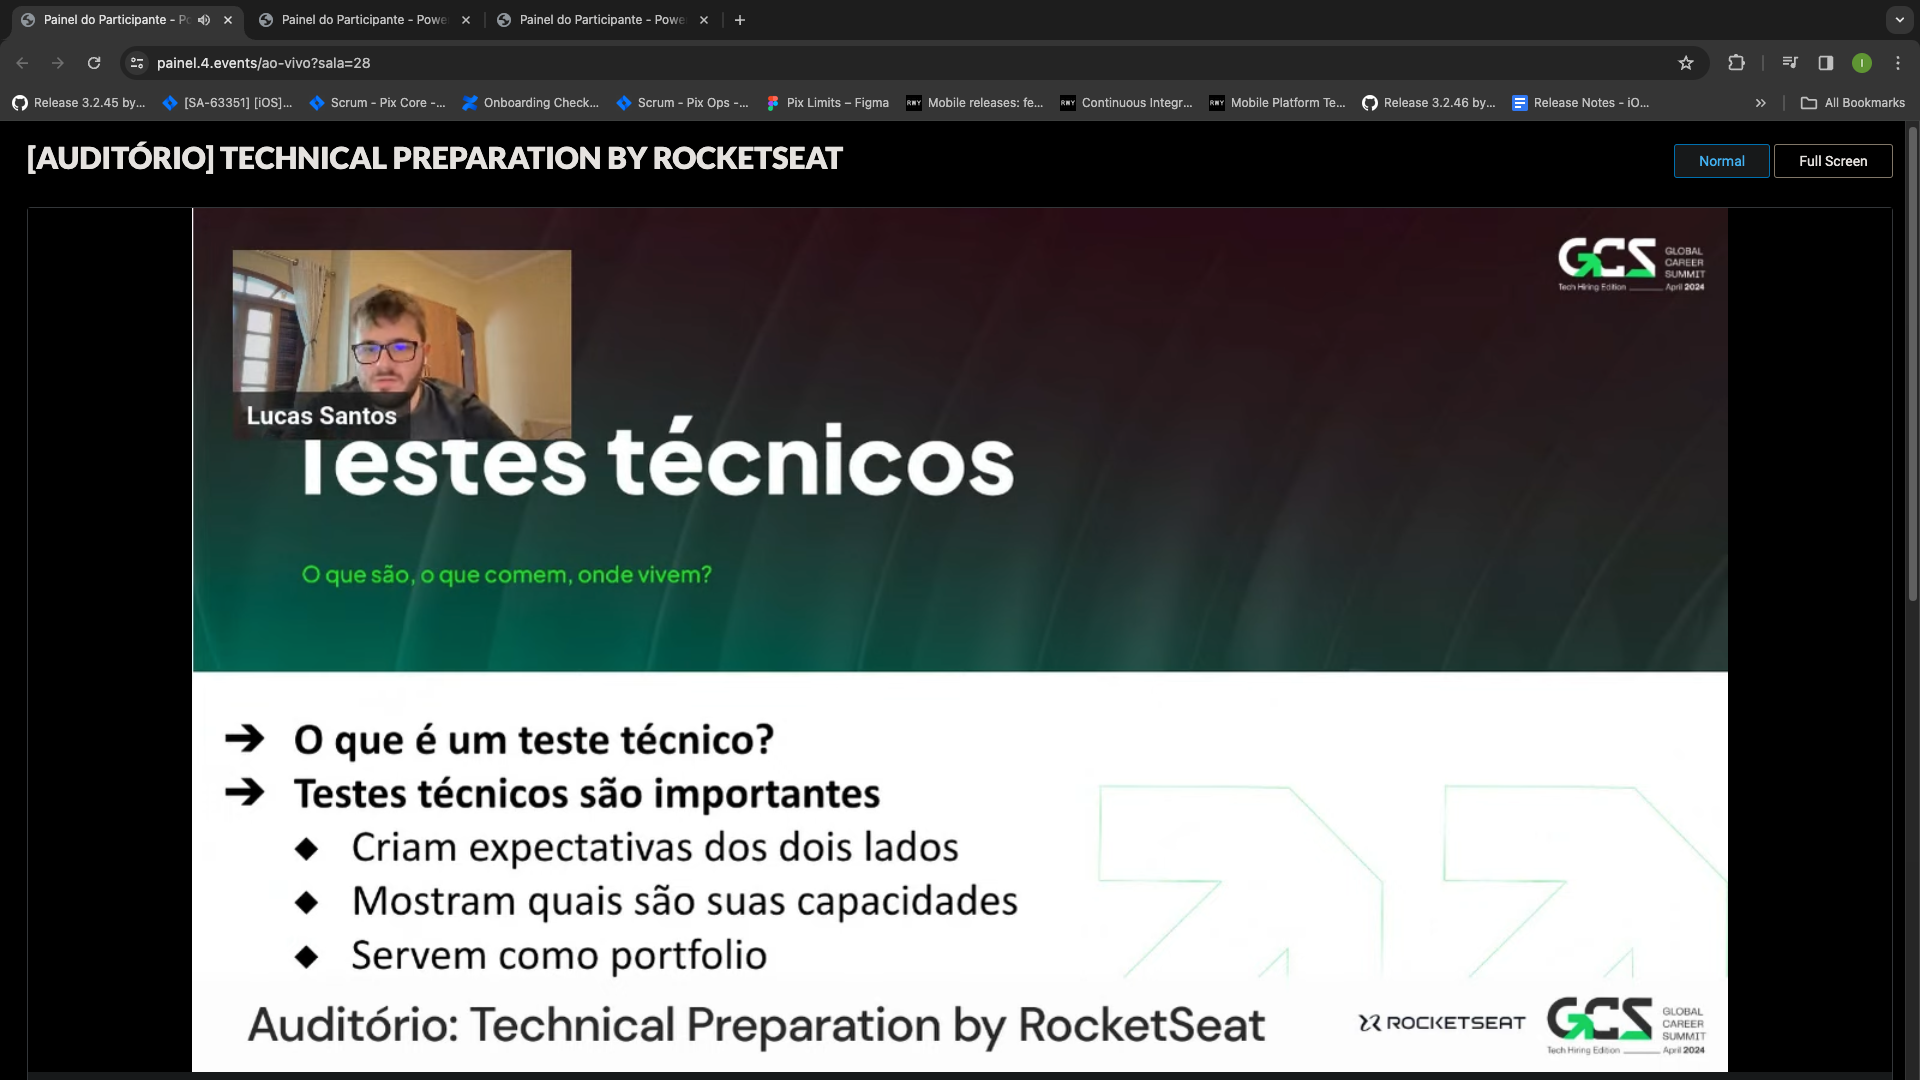 Painel do Participante - Po
Painel do Participante - Powe
Painel do Participante - Powe
painel.4.events/ao-vivo?sala=28
Release 3.2.45 by...
[SA-63351] [iOS]...
Scrum - Pix Core -...
Onboarding Check...
Scrum - Pix Ops -...
Pix Limits – Figma
RWY
Mobile releases: fe...
RWY
Continuous Integr...
RWY
Mobile Platform Te...
Release 3.2.46 by...
Release Notes - iO...
All Bookmarks
[AUDITÓRIO] TECHNICAL PREPARATION BY ROCKETSEAT
Normal
Full Screen
GCS
GLOBAL
CAREER
SUMMIT
Tech Hiring Edition
April 2024
Lucas Santos
Testes técnicos
O que são, o que comem, onde vivem?
O que é um teste técnico?
Testes técnicos são importantes
Criam expectativas dos dois lados
Mostram quais são suas capacidades
Servem como portfolio
Auditório: Technical Preparation by RocketSeat
ROCKETSEAT
GCS
GLOBAL
CAREER
SUMMIT
Tech Hiring Edition
April 2024